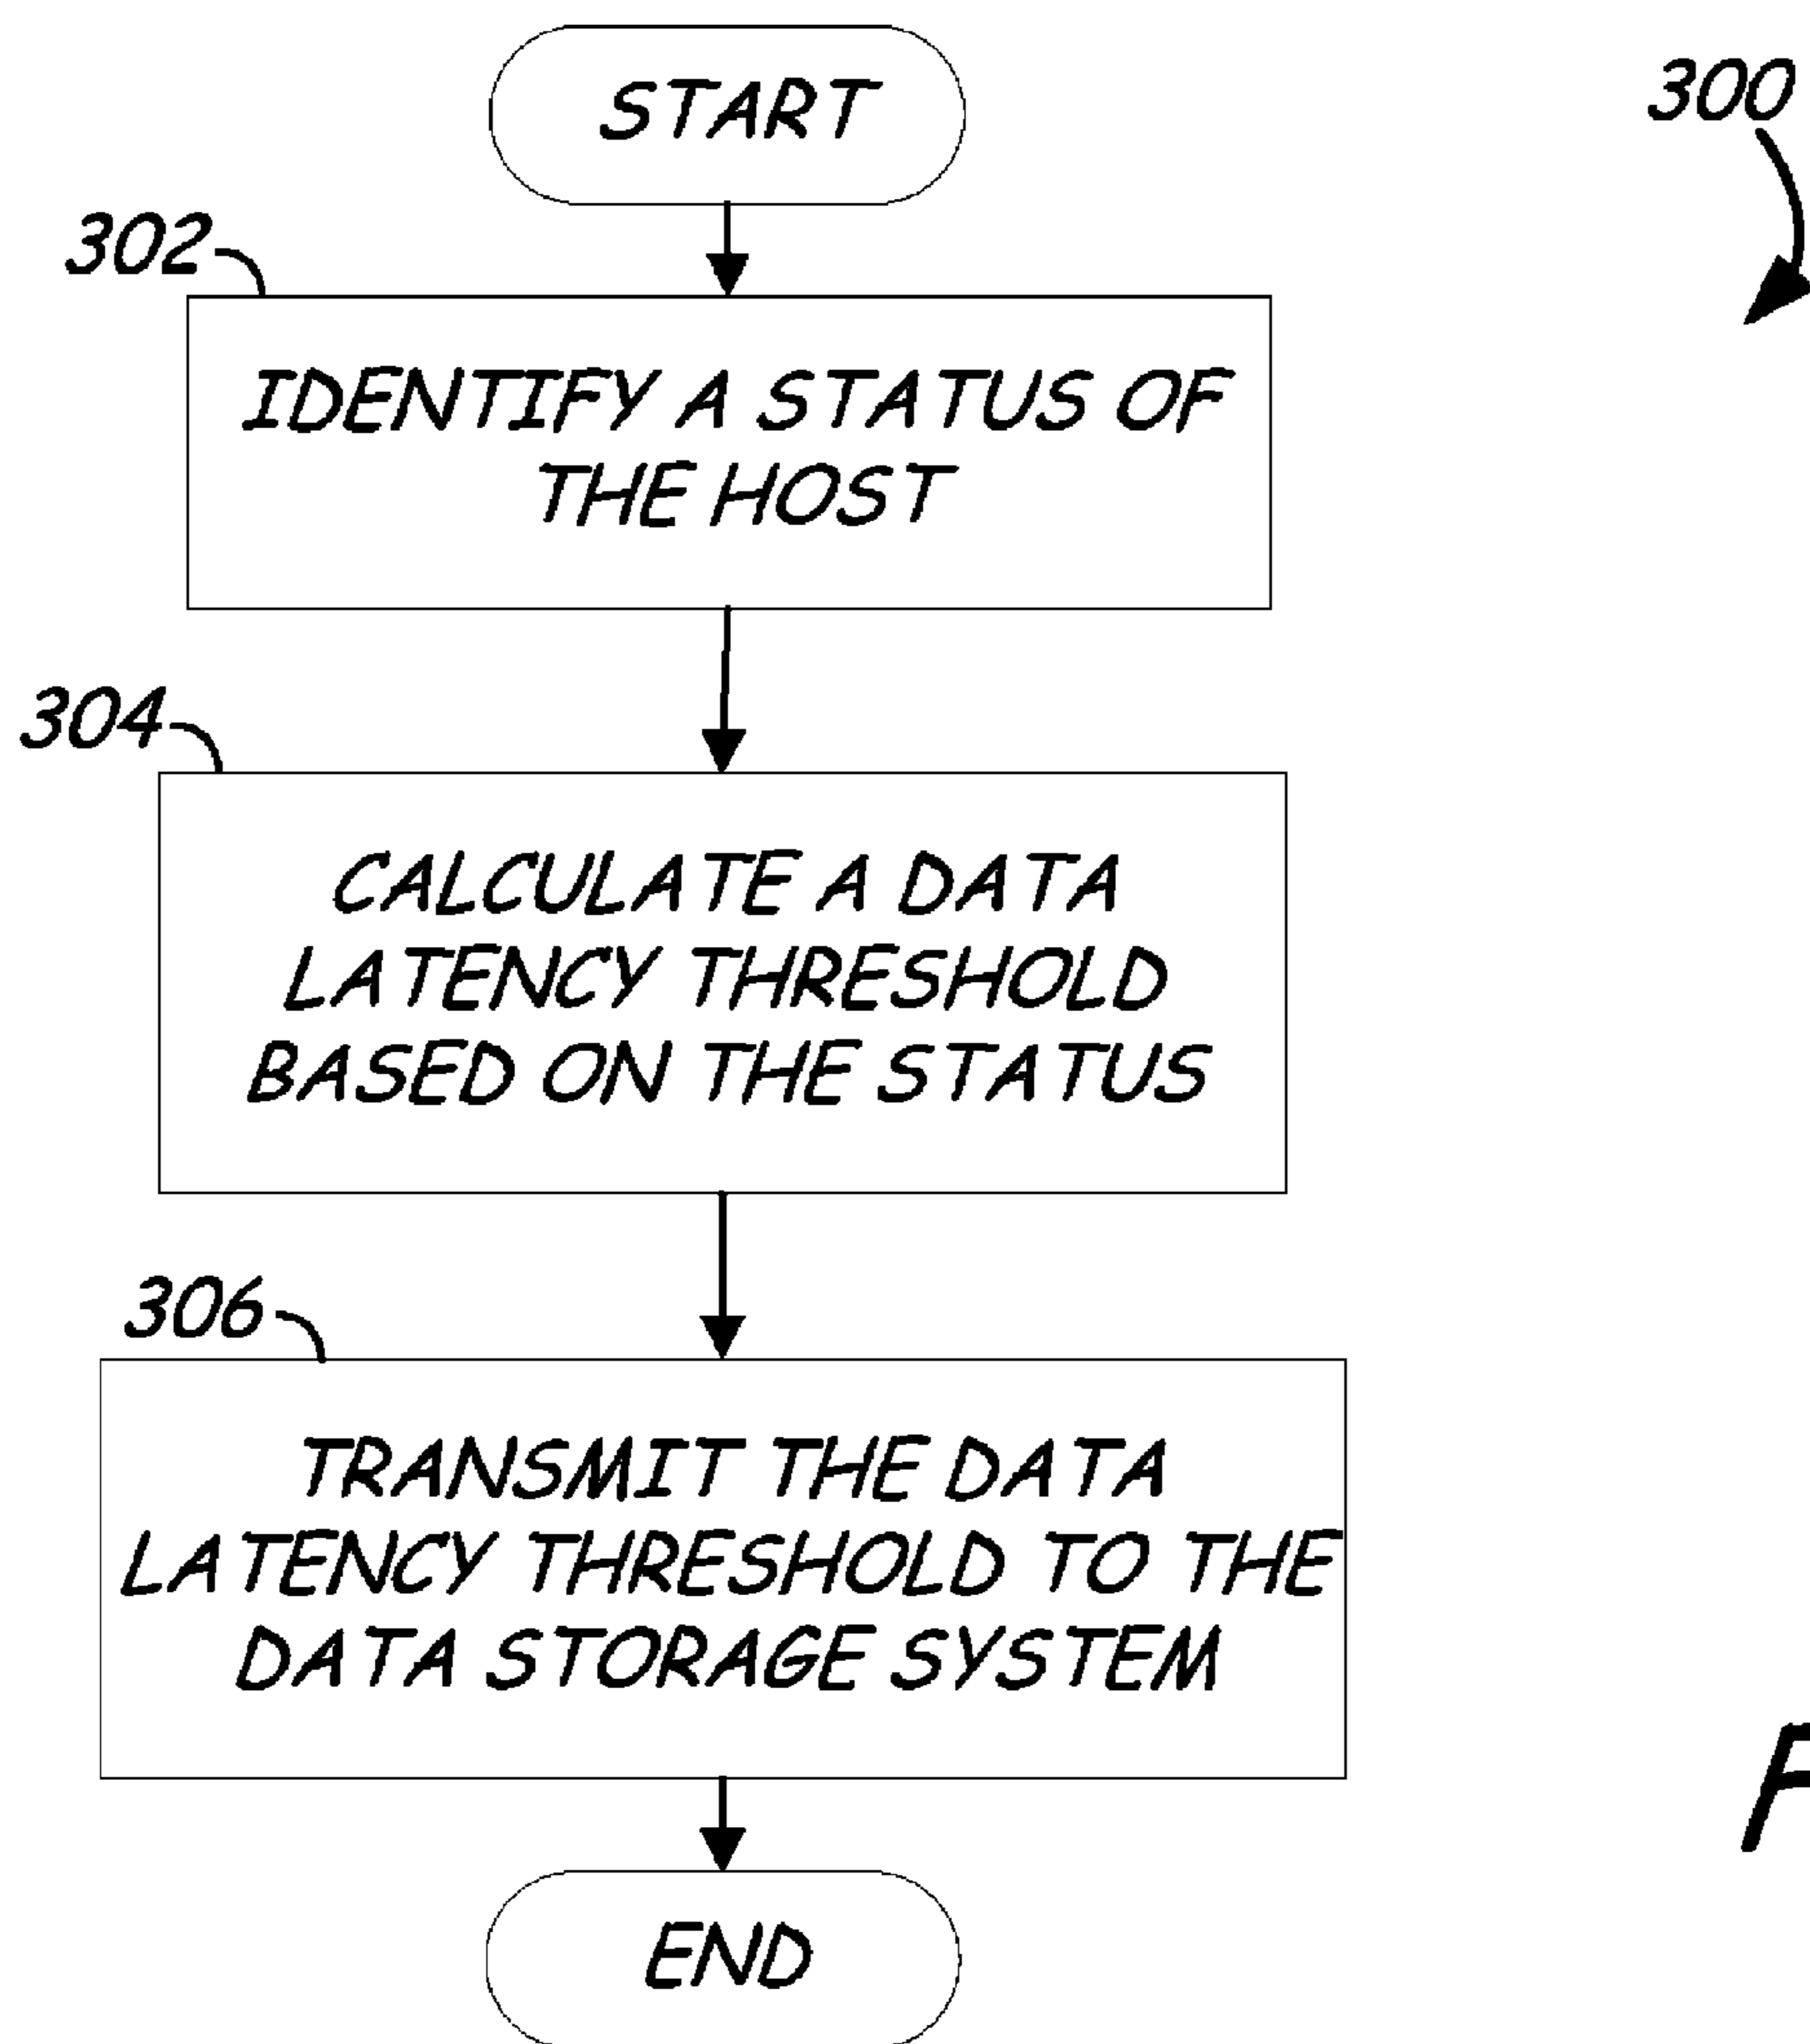 START
300
302
IDENTIFY A STATUS OF
THE HOST
304
CALCULATE A DATA
LATENCY THRESHOLD
BASED ON THE STATUS
306
TRANSMIT THE DATA
LATENCY THRESHOLD TO THE
DATA STORAGE SYSTEM
END